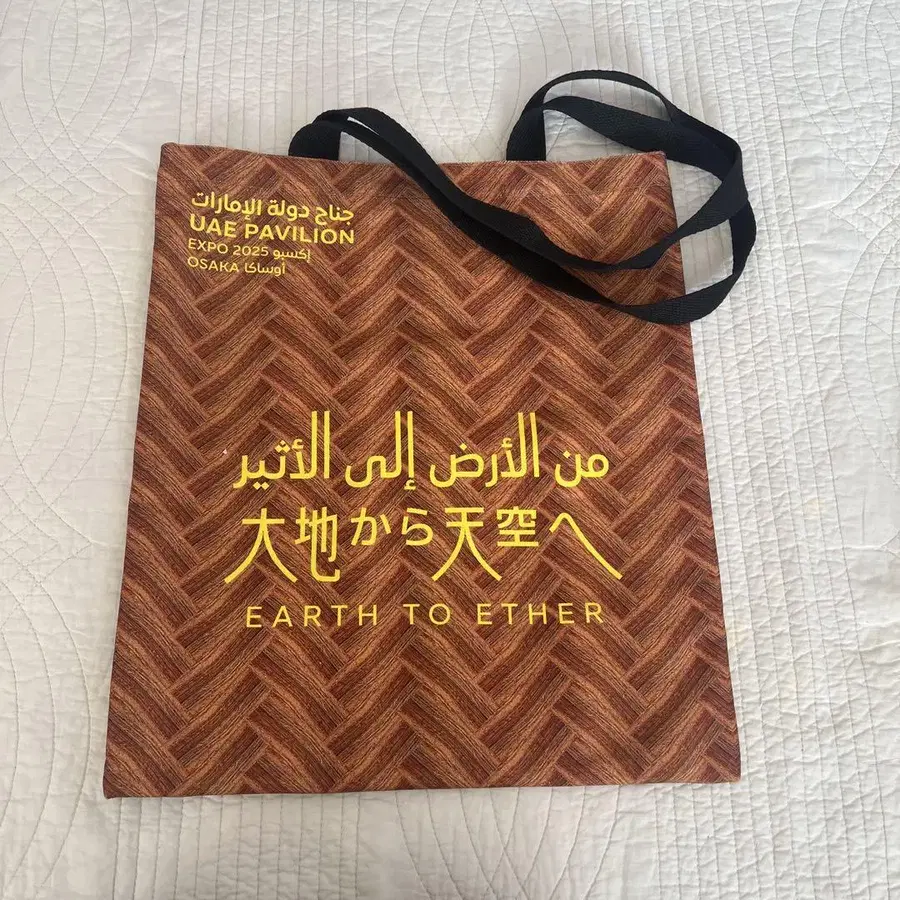 جناح دولة الإمارات
UAE PAVILION
EXPO 2025 إكسبو
OSAKA أوساكا
من الأرض إلى الأثير
大地から天空へ
EARTH TO ETHER